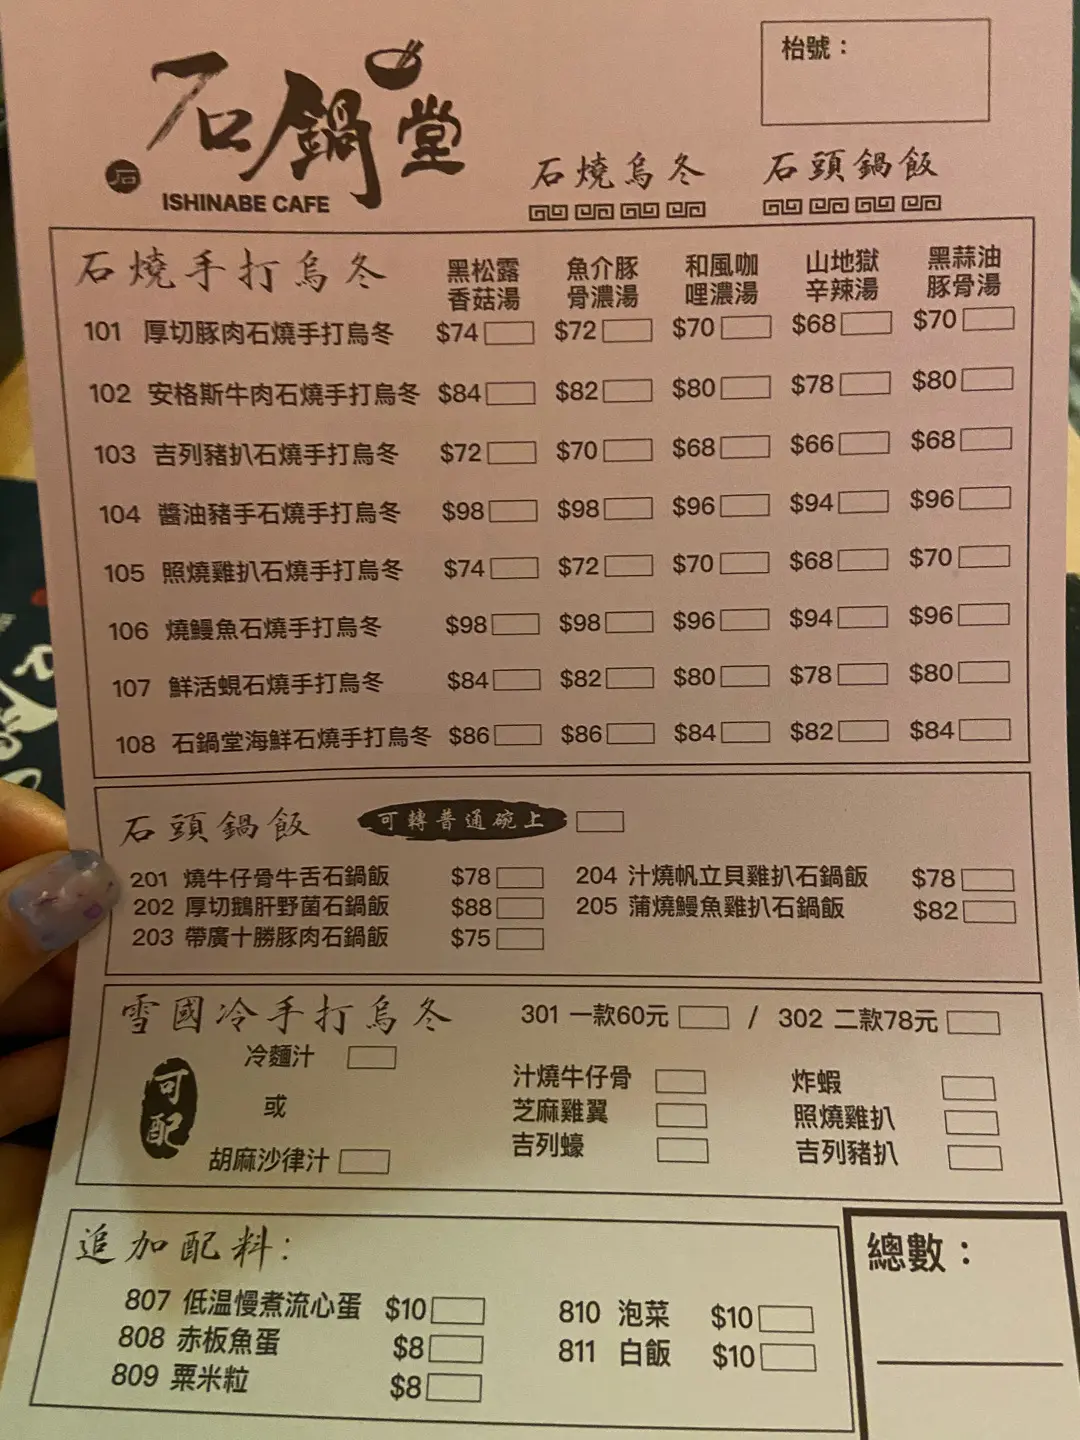 石鍋堂
石
ISHINABE CAFE
枱號：
石燒烏冬 石頭鍋飯
石燒手打烏冬 黑松露香菇湯 魚介豚骨濃湯 和風咖哩濃湯 山地獄辛辣湯 黑蒜油豚骨湯
101 厚切豚肉石燒手打烏冬 $74 $72 $70 $68 $70
102 安格斯牛肉石燒手打烏冬 $84 $82 $80 $78 $80
103 吉列豬扒石燒手打烏冬 $72 $70 $68 $66 $68
104 醬油豬手石燒手打烏冬 $98 $98 $96 $94 $96
105 照燒雞扒石燒手打烏冬 $74 $72 $70 $68 $70
106 燒鰻魚石燒手打烏冬 $98 $98 $96 $94 $96
107 鮮活蜆石燒手打烏冬 $84 $82 $80 $78 $80
108 石鍋堂海鮮石燒手打烏冬 $86 $86 $84 $82 $84
石頭鍋飯 可轉普通碗上
201 燒牛仔骨牛舌石鍋飯 $78 204 汁燒帆立貝雞扒石鍋飯 $78
202 厚切鵝肝野菌石鍋飯 $88 205 蒲燒鰻魚雞扒石鍋飯 $82
203 帶廣十勝豚肉石鍋飯 $75
雪國冷手打烏冬 301 一款60元 / 302 二款78元
可配
冷麵汁
或
胡麻沙律汁
汁燒牛仔骨 炸蝦
芝麻雞翼 照燒雞扒
吉列蠔 吉列豬扒
追加配料：
807 低溫慢煮流心蛋 $10 810 泡菜 $10
808 赤板魚蛋 $8 811 白飯 $10
809 粟米粒 $8
總數：